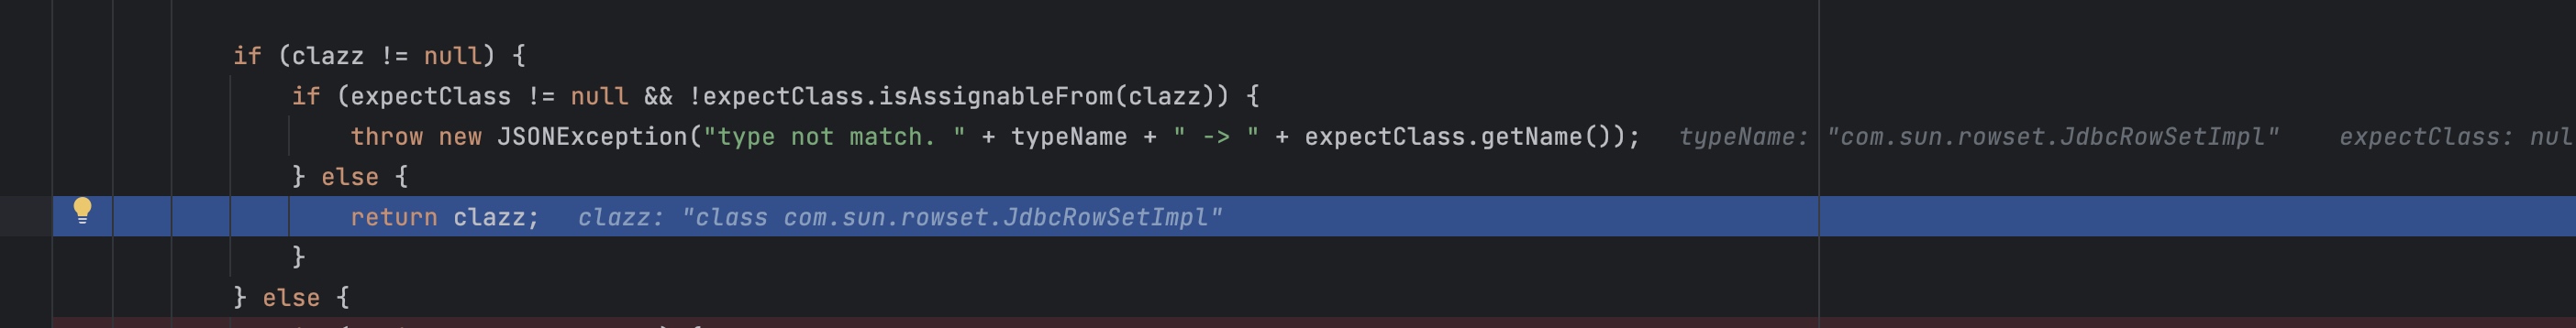 if (clazz != null) {
if (expectClass != null && !expectClass.isAssignableFrom(clazz)) {
throw new JSONException("type not match. " + typeName + " -> " + expectClass.getName()); typeName: "com.sun.rowset.JdbcRowSetImpl" expectClass: nul
} else {
return clazz; clazz: "class com.sun.rowset.JdbcRowSetImpl"
}
} else {